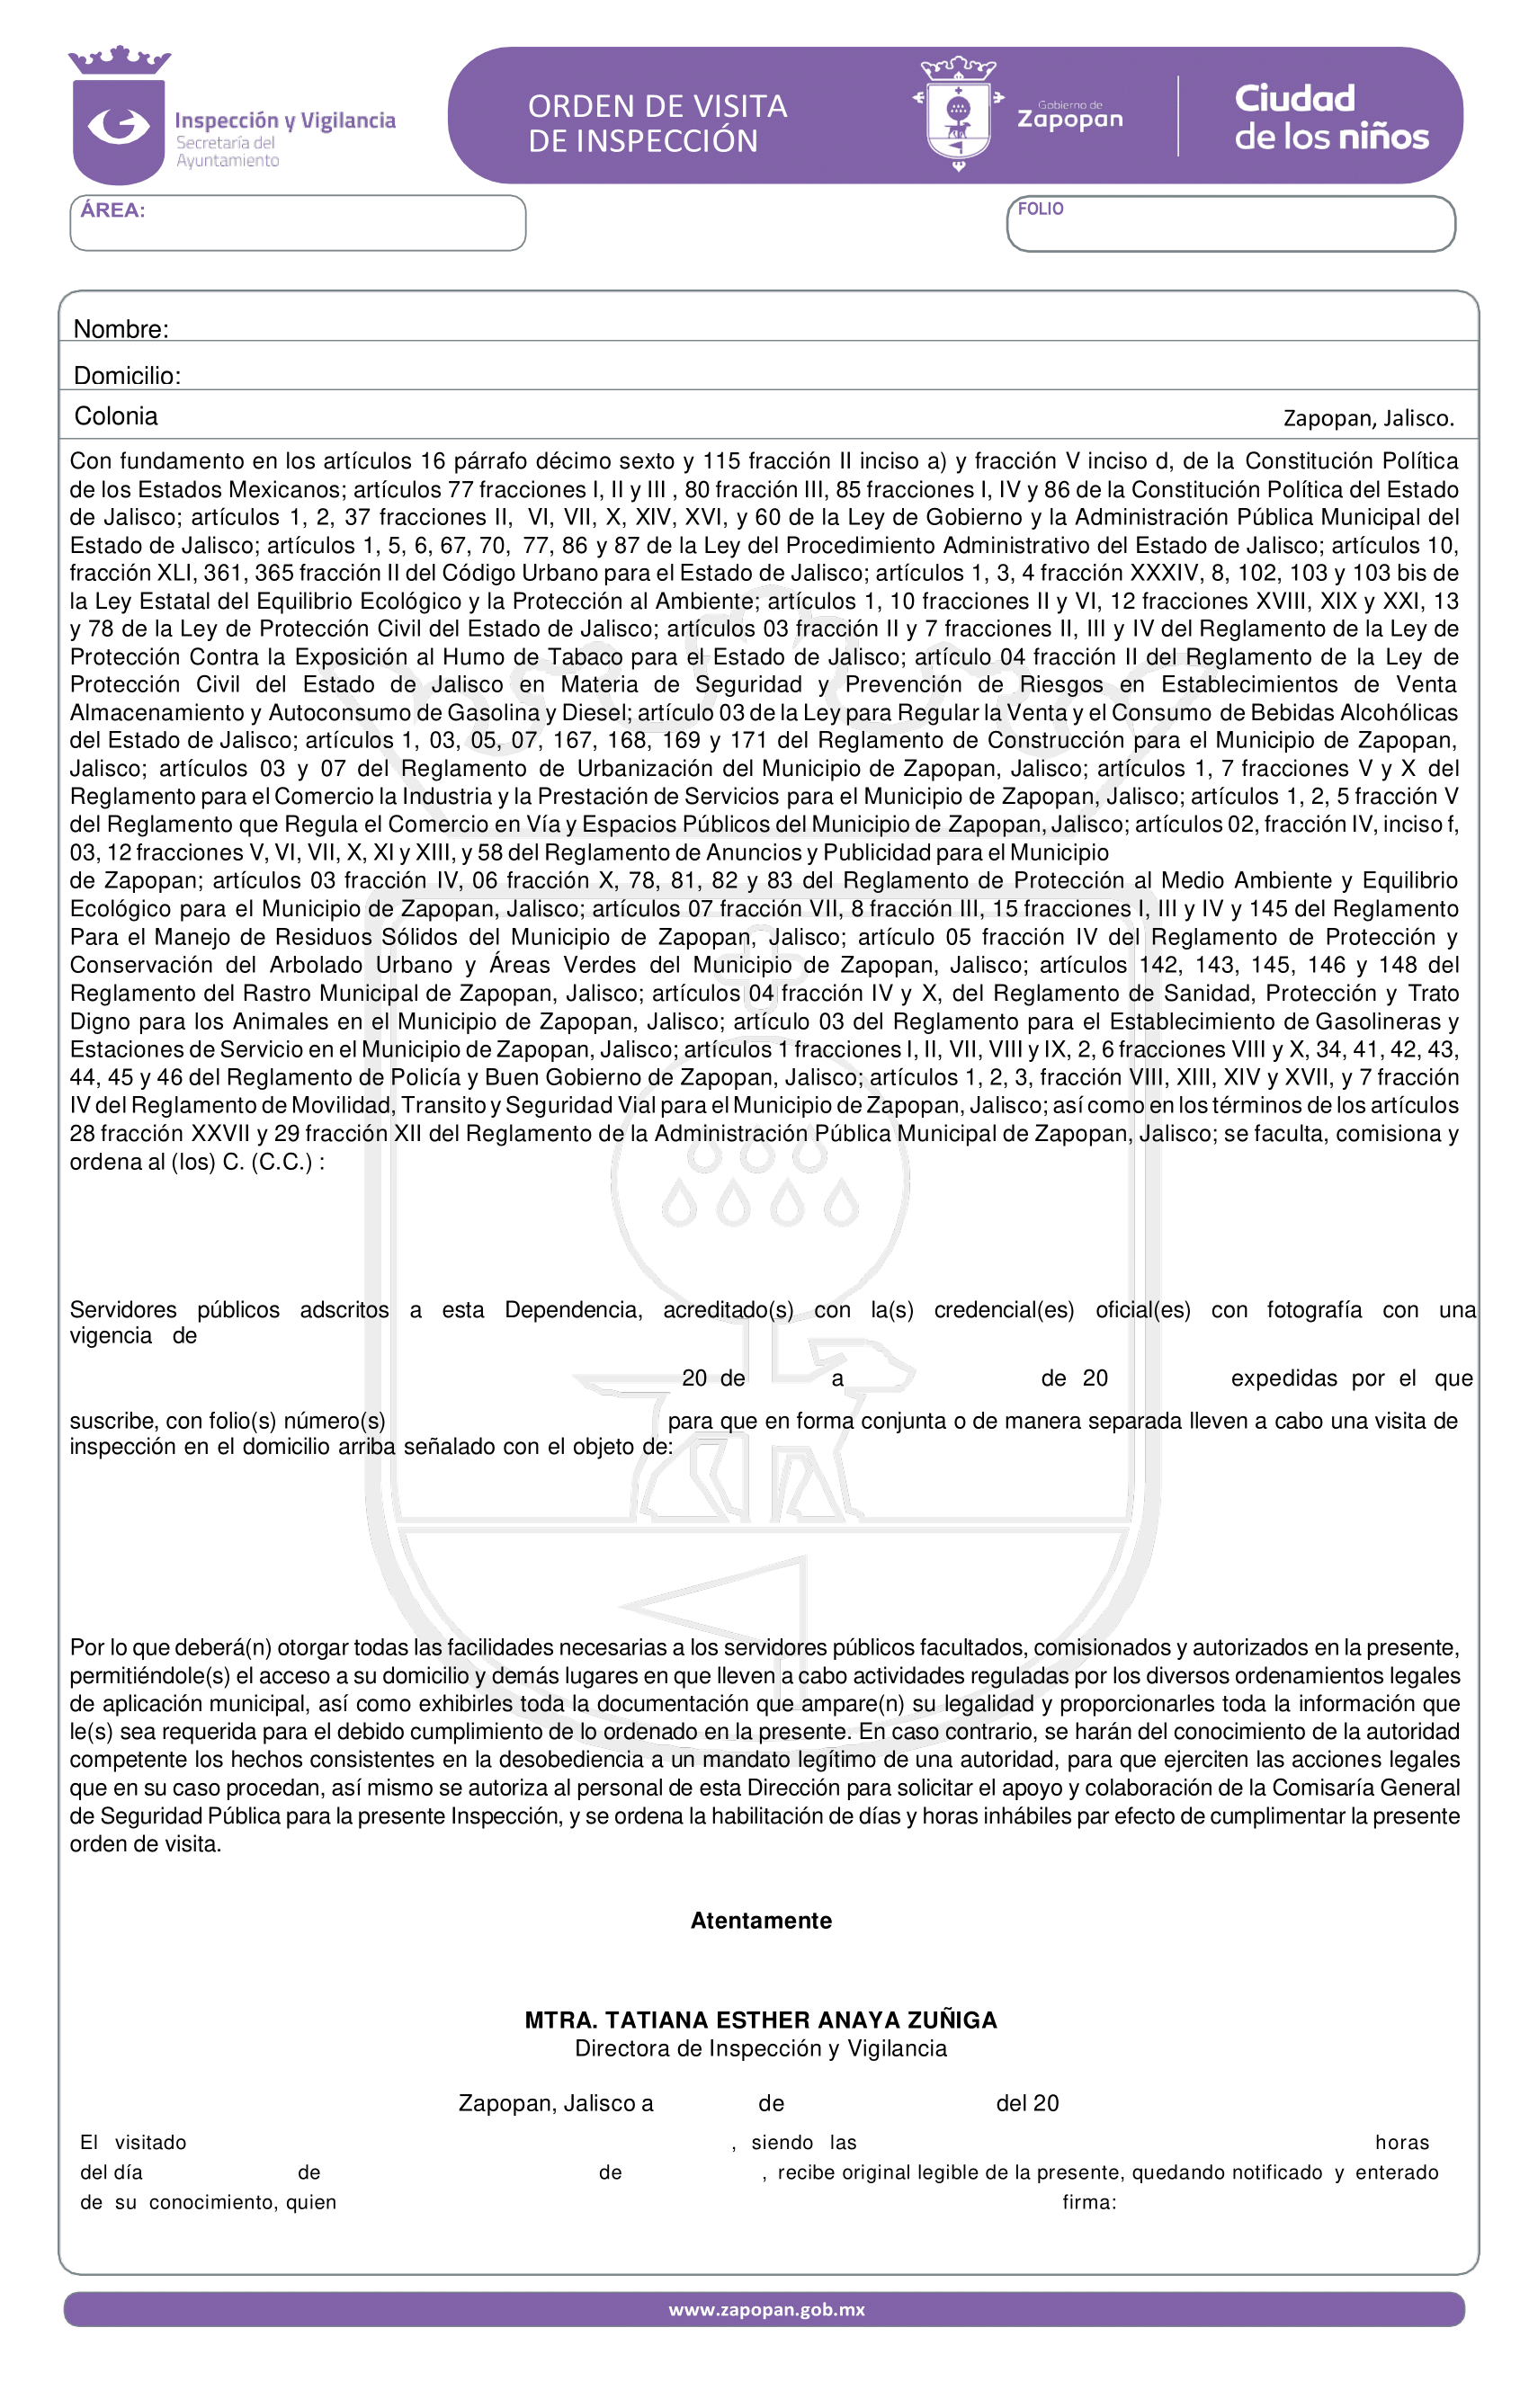 Inspección y Vigilancia
Secretaría del
Ayuntamiento
ORDEN DE VISITA
DE INSPECCIÓN
Gobierno de
Zapopan
Ciudad
de los niños
ÁREA:
FOLIO
Nombre:
Domicilio:
Colonia Zapopan, Jalisco.
Con fundamento en los artículos 16 párrafo décimo sexto y 115 fracción II inciso a) y fracción V inciso d, de la Constitución Política
de los Estados Mexicanos; artículos 77 fracciones I, II y III , 80 fracción III, 85 fracciones I, IV y 86 de la Constitución Política del Estado
de Jalisco; artículos 1, 2, 37 fracciones II, VI, VII, X, XIV, XVI, y 60 de la Ley de Gobierno y la Administración Pública Municipal del
Estado de Jalisco; artículos 1, 5, 6, 67, 70, 77, 86 y 87 de la Ley del Procedimiento Administrativo del Estado de Jalisco; artículos 10,
fracción XLI, 361, 365 fracción II del Código Urbano para el Estado de Jalisco; artículos 1, 3, 4 fracción XXXIV, 8, 102, 103 y 103 bis de
la Ley Estatal del Equilibrio Ecológico y la Protección al Ambiente; artículos 1, 10 fracciones II y VI, 12 fracciones XVIII, XIX y XXI, 13
y 78 de la Ley de Protección Civil del Estado de Jalisco; artículos 03 fracción II y 7 fracciones II, III y IV del Reglamento de la Ley de
Protección Contra la Exposición al Humo de Tabaco para el Estado de Jalisco; artículo 04 fracción II del Reglamento de la Ley de
Protección Civil del Estado de Jalisco en Materia de Seguridad y Prevención de Riesgos en Establecimientos de Venta
Almacenamiento y Autoconsumo de Gasolina y Diesel; artículo 03 de la Ley para Regular la Venta y el Consumo de Bebidas Alcohólicas
del Estado de Jalisco; artículos 1, 03, 05, 07, 167, 168, 169 y 171 del Reglamento de Construcción para el Municipio de Zapopan,
Jalisco; artículos 03 y 07 del Reglamento de Urbanización del Municipio de Zapopan, Jalisco; artículos 1, 7 fracciones V y X del
Reglamento para el Comercio la Industria y la Prestación de Servicios para el Municipio de Zapopan, Jalisco; artículos 1, 2, 5 fracción V
del Reglamento que Regula el Comercio en Vía y Espacios Públicos del Municipio de Zapopan, Jalisco; artículos 02, fracción IV, inciso f,
03, 12 fracciones V, VI, VII, X, XI y XIII, y 58 del Reglamento de Anuncios y Publicidad para el Municipio
de Zapopan; artículos 03 fracción IV, 06 fracción X, 78, 81, 82 y 83 del Reglamento de Protección al Medio Ambiente y Equilibrio
Ecológico para el Municipio de Zapopan, Jalisco; artículos 07 fracción VII, 8 fracción III, 15 fracciones I, III y IV y 145 del Reglamento
Para el Manejo de Residuos Sólidos del Municipio de Zapopan, Jalisco; artículo 05 fracción IV del Reglamento de Protección y
Conservación del Arbolado Urbano y Áreas Verdes del Municipio de Zapopan, Jalisco; artículos 142, 143, 145, 146 y 148 del
Reglamento del Rastro Municipal de Zapopan, Jalisco; artículos 04 fracción IV y X, del Reglamento de Sanidad, Protección y Trato
Digno para los Animales en el Municipio de Zapopan, Jalisco; artículo 03 del Reglamento para el Establecimiento de Gasolineras y
Estaciones de Servicio en el Municipio de Zapopan, Jalisco; artículos 1 fracciones I, II, VII, VIII y IX, 2, 6 fracciones VIII y X, 34, 41, 42, 43,
44, 45 y 46 del Reglamento de Policía y Buen Gobierno de Zapopan, Jalisco; artículos 1, 2, 3, fracción VIII, XIII, XIV y XVII, y 7 fracción
IV del Reglamento de Movilidad, Transito y Seguridad Vial para el Municipio de Zapopan, Jalisco; así como en los términos de los artículos
28 fracción XXVII y 29 fracción XII del Reglamento de la Administración Pública Municipal de Zapopan, Jalisco; se faculta, comisiona y
ordena al (los) C. (C.C.) :
Servidores públicos adscritos a esta Dependencia, acreditado(s) con la(s) credencial(es) oficial(es) con fotografía con una
vigencia de
20 de a de 20 expedidas por el que
suscribe, con folio(s) número(s) para que en forma conjunta o de manera separada lleven a cabo una visita de
inspección en el domicilio arriba señalado con el objeto de:
Por lo que deberá(n) otorgar todas las facilidades necesarias a los servidores públicos facultados, comisionados y autorizados en la presente,
permitiéndole(s) el acceso a su domicilio y demás lugares en que lleven a cabo actividades reguladas por los diversos ordenamientos legales
de aplicación municipal, así como exhibirles toda la documentación que ampare(n) su legalidad y proporcionarles toda la información que
le(s) sea requerida para el debido cumplimiento de lo ordenado en la presente. En caso contrario, se harán del conocimiento de la autoridad
competente los hechos consistentes en la desobediencia a un mandato legítimo de una autoridad, para que ejerciten las acciones legales
que en su caso procedan, así mismo se autoriza al personal de esta Dirección para solicitar el apoyo y colaboración de la Comisaría General
de Seguridad Pública para la presente Inspección, y se ordena la habilitación de días y horas inhábiles par efecto de cumplimentar la presente
orden de visita.
Atentamente
MTRA. TATIANA ESTHER ANAYA ZUÑIGA
Directora de Inspección y Vigilancia
Zapopan, Jalisco a de del 20
El visitado , siendo las horas
del día de de , recibe original legible de la presente, quedando notificado y enterado
de su conocimiento, quien firma:
www.zapopan.gob.mx